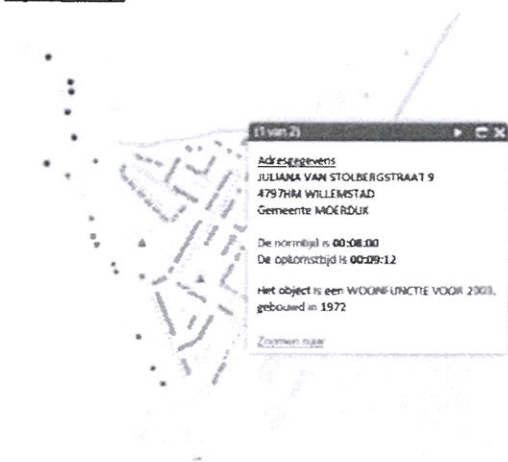 (1 van 2)
Adresgegevens
JULIANA VAN STOLBERGSTRAAT 9
4797HM WILLEMSTAD
Gemeente MOERDIJK
De normtijd is 00:08:00
De opkomsttijd is 00:09:12
Het object is een WOONFUNCTIE VOOR 2003,
gebouwd in 1972
Zoomen naar